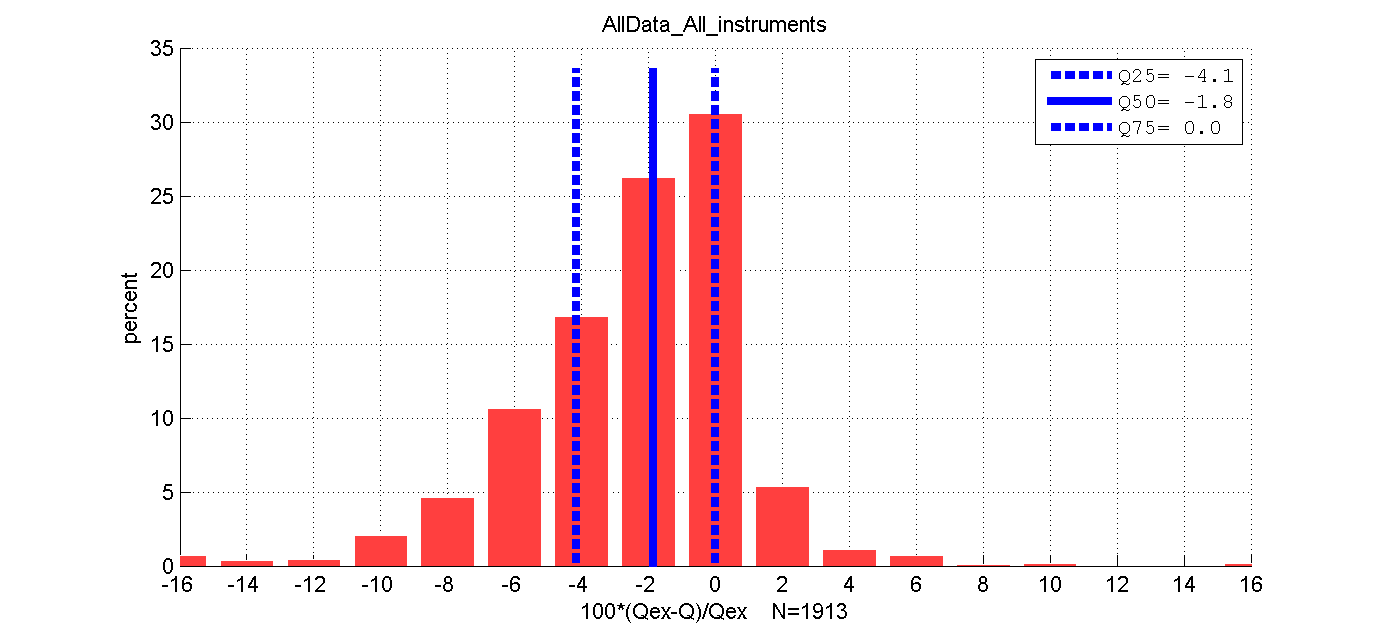 AllData_All_instruments
35
30
25
20
15
10
5
0
percent
Q25= -4.1
Q50= -1.8
Q75= 0.0
-16 -14 -12 -10 -8 -6 -4 -2 0 2 4 6 8 10 12 14 16
100*(Qex-Q)/Qex N=1913